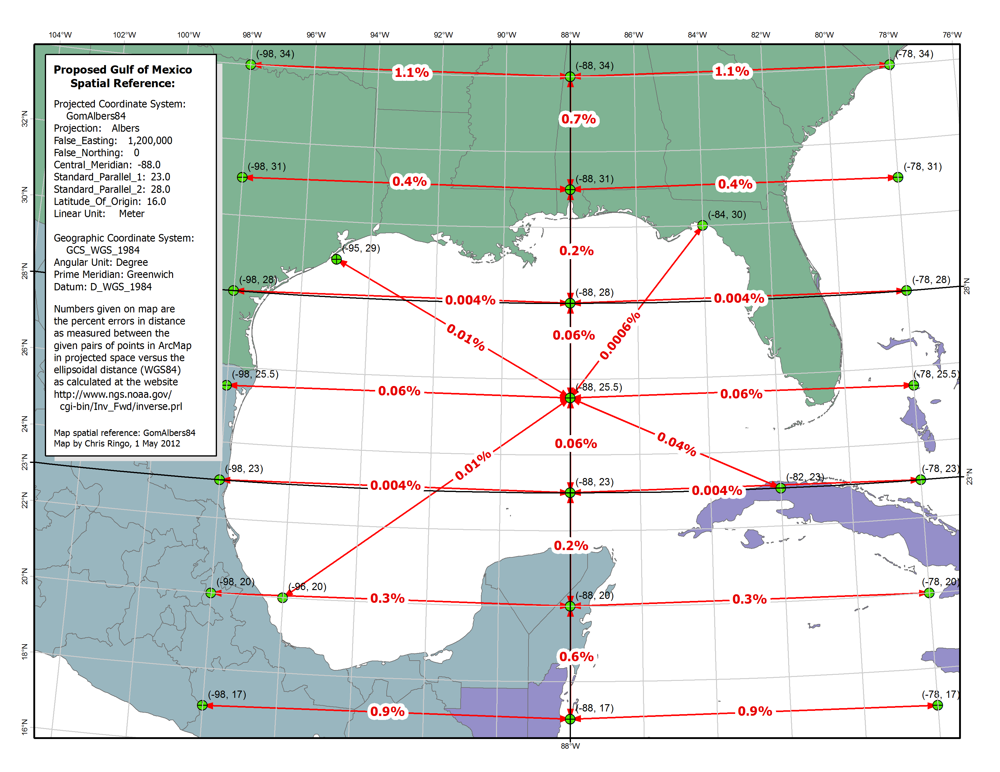 104°W 102°W 100°W 98°W 96°W 94°W 92°W 90°W 88°W 86°W 84°W 82°W 80°W 78°W 76°W
Proposed Gulf of Mexico
Spatial Reference:
Projected Coordinate System:
GomAlbers84
Projection: Albers
False_Easting: 1,200,000
False_Northing: 0
Central_Meridian: -88.0
Standard_Parallel_1: 23.0
Standard_Parallel_2: 28.0
Latitude_Of_Origin: 16.0
Linear Unit: Meter
Geographic Coordinate System:
GCS_WGS_1984
Angular Unit: Degree
Prime Meridian: Greenwich
Datum: D_WGS_1984
Numbers given on map are
the percent errors in distance
as measured between the
given pairs of points in ArcMap
in projected space versus the
ellipsoidal distance (WGS84)
as calculated at the website
http://www.ngs.noaa.gov/
cgi-bin/Inv_Fwd/inverse.prl
Map spatial reference: GomAlbers84
Map by Chris Ringo, 1 May 2012
(-98, 34) (-88, 34) (-78, 34)
1.1% 1.1%
0.7%
(-98, 31) (-88, 31) (-78, 31)
0.4% 0.4%
(-84, 30)
(-95, 29)
0.2%
(-98, 28) (-88, 28) (-78, 28)
0.004% 0.004%
0.01% 0.06% 0.0006%
(-98, 25.5) (-88, 25.5) (-78, 25.5)
0.06% 0.06%
0.01% 0.06% 0.04%
(-98, 23) (-88, 23) (-82, 23) (-78, 23)
0.004% 0.004%
0.2%
(-98, 20) (-96, 20) (-88, 20) (-78, 20)
0.3% 0.3%
0.6%
(-98, 17) (-88, 17) (-78, 17)
0.9% 0.9%
32°N
30°N
28°N
26°N
24°N
23°N
22°N
20°N
18°N
16°N
28°N
23°N
88°W